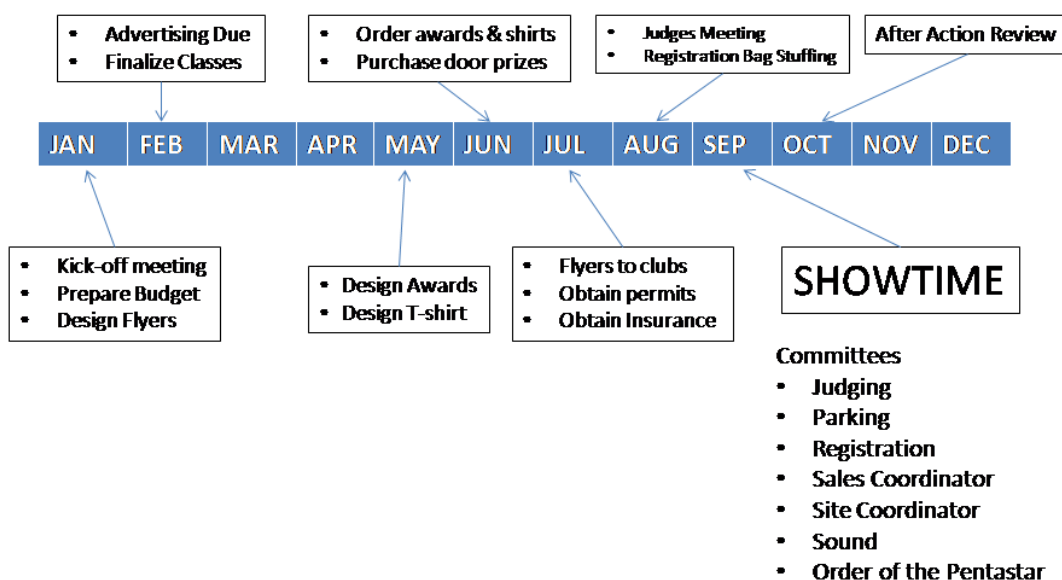 • Advertising Due
• Finalize Classes
• Order awards & shirts
• Purchase door prizes
• Judges Meeting
• Registration Bag Stuffing
After Action Review
JAN FEB MAR APR MAY JUN JUL AUG SEP OCT NOV DEC
• Kick-off meeting
• Prepare Budget
• Design Flyers
• Design Awards
• Design T-shirt
• Flyers to clubs
• Obtain permits
• Obtain Insurance
SHOWTIME
Committees
• Judging
• Parking
• Registration
• Sales Coordinator
• Site Coordinator
• Sound
• Order of the Pentastar